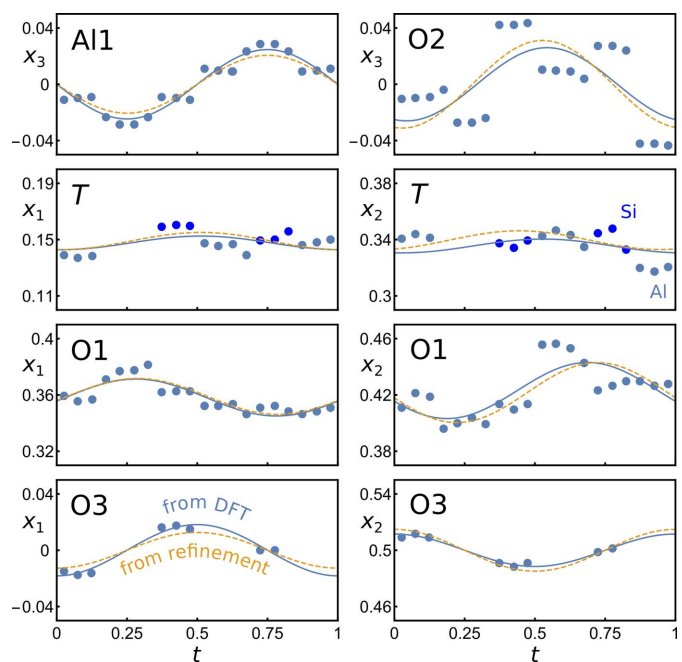 Al1
x3
0.04
0
−0.04
O2
x3
0.04
0
−0.04
T
x1
0.19
0.15
0.11
T
x2
0.38
0.34
0.3
Si
Al
O1
x1
0.4
0.36
0.32
O1
x2
0.46
0.42
0.38
O3
x1
0.04
0
−0.04
from DFT
from refinement
0 0.25 0.5 0.75 1
t
O3
x2
0.54
0.5
0.46
0 0.25 0.5 0.75 1
t